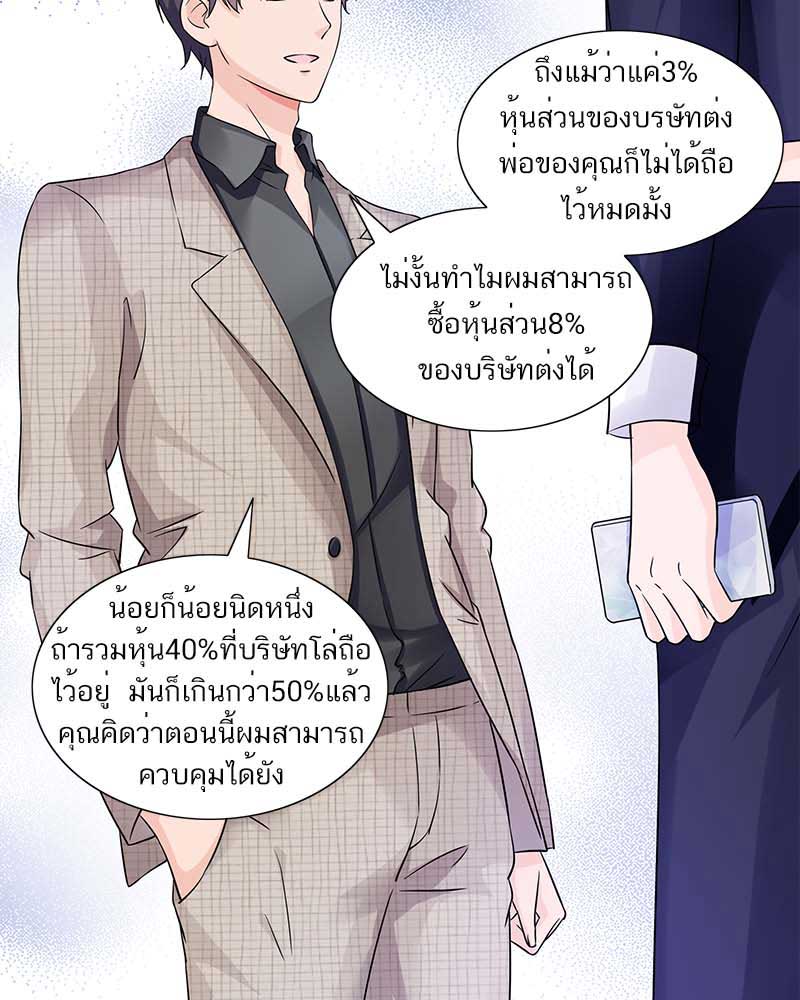 ถึงแม้ว่าแค่3%
หุ้นส่วนของบรษัทต่ง
พ่อของคุณก็ไม่ได้ถือ
ไว้หมดมั้ง
ไม่งั้นทำไมผมสามารถ
ซื้อหุ้นส่วน8%
ของบริษัทต่งได้
น้อยก็น้อยนิดหนึ่ง
ถ้ารวมหุ้น40%ที่บริษัทโล่ถือ
ไว้อยู่ มันก็เกินกว่า50%แล้ว
คุณคิดว่าตอนนี้ผมสามารถ
ควบคุมได้ยัง